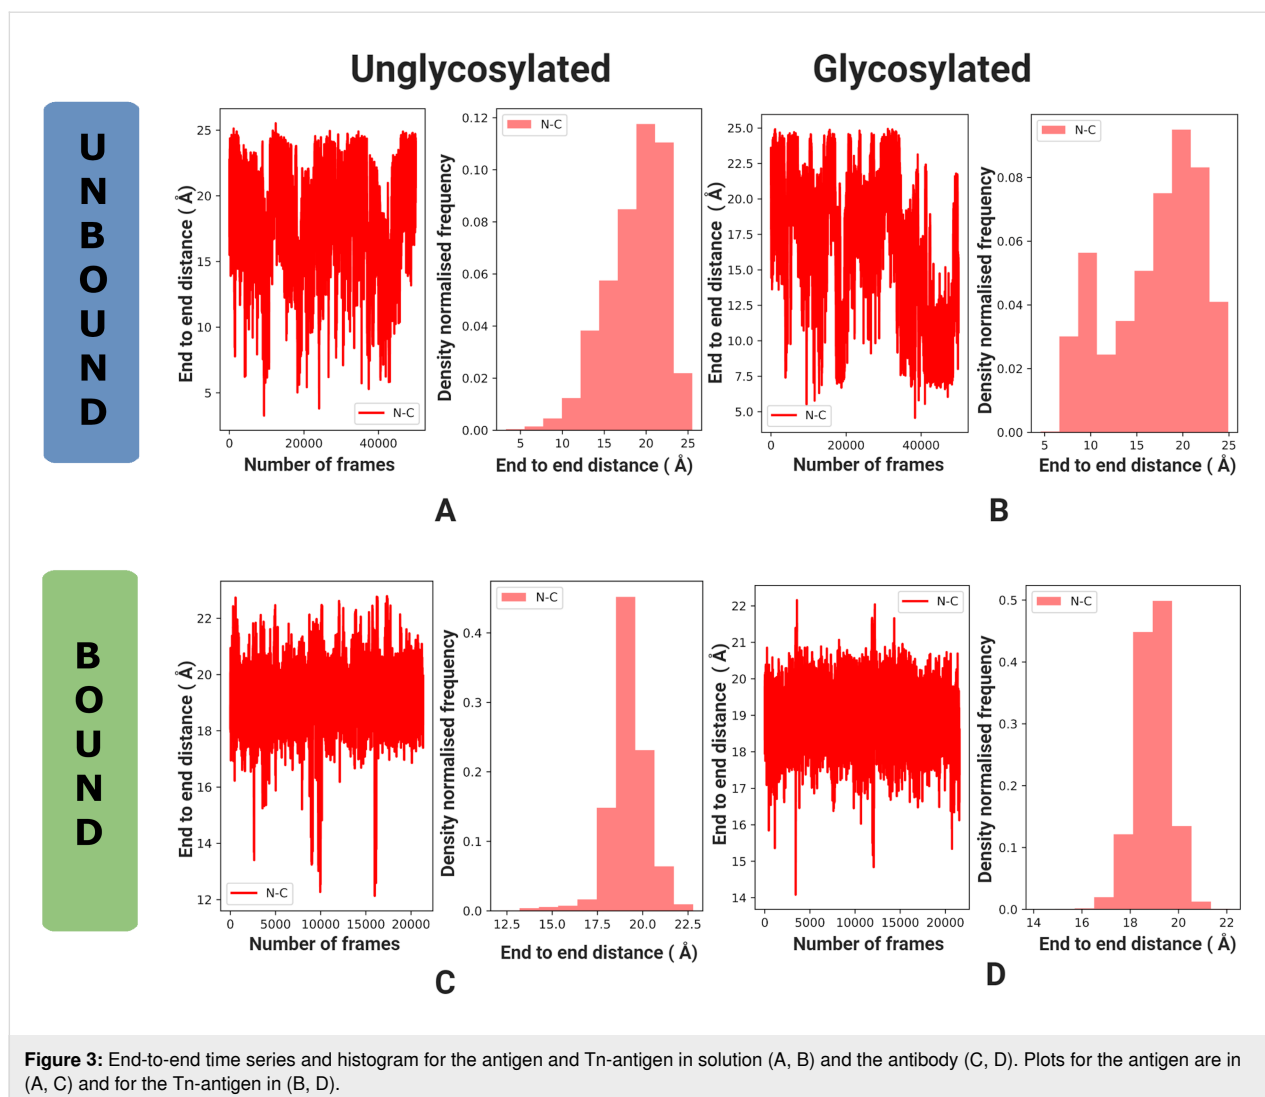 Unglycosylated
Glycosylated
U
N
B
O
U
N
D
End to end distance ( Å)
25
20
15
10
5
N-C
0
20000
40000
Number of frames
Density normalised frequency
0.12
0.10
0.08
0.06
0.04
0.02
0.00
N-C
5
10
15
20
25
End to end distance ( Å)
A
End to end distance ( Å)
25.0
22.5
20.0
17.5
15.0
12.5
10.0
7.5
5.0
N-C
0
20000
40000
Number of frames
Density normalised frequency
0.08
0.06
0.04
0.02
0.00
N-C
5
10
15
20
25
End to end distance ( Å)
B
B
O
U
N
D
End to end distance ( Å)
22
20
18
16
14
12
N-C
0
5000
10000
15000
20000
Number of frames
Density normalised frequency
0.4
0.3
0.2
0.1
0.0
N-C
12.5
15.0
17.5
20.0
22.5
End to end distance ( Å)
C
End to end distance ( Å)
22
21
20
19
18
17
16
15
14
N-C
0
5000
10000
15000
20000
Number of frames
Density normalised frequency
0.5
0.4
0.3
0.2
0.1
0.0
N-C
14
16
18
20
22
End to end distance ( Å)
D
Figure 3: End-to-end time series and histogram for the antigen and Tn-antigen in solution (A, B) and the antibody (C, D). Plots for the antigen are in
(A, C) and for the Tn-antigen in (B, D).